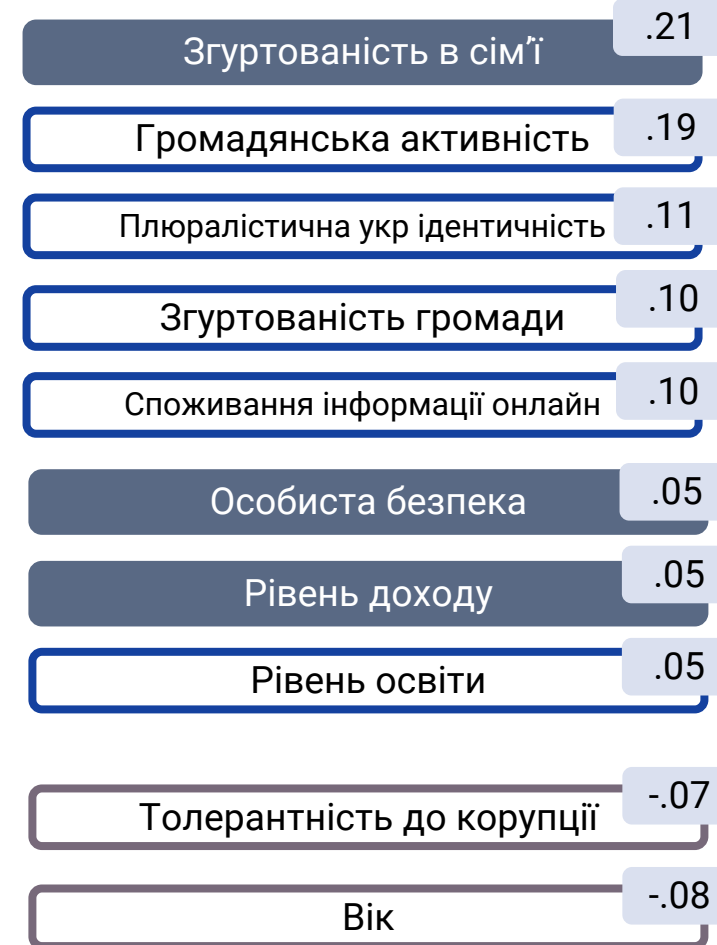 Згуртованість в сім’ї .21
Громадянська активність .19
Плюралістична укр ідентичність .11
Згуртованість громади .10
Споживання інформації онлайн .10
Особиста безпека .05
Рівень доходу .05
Рівень освіти .05
Толерантність до корупції -.07
Вік -.08